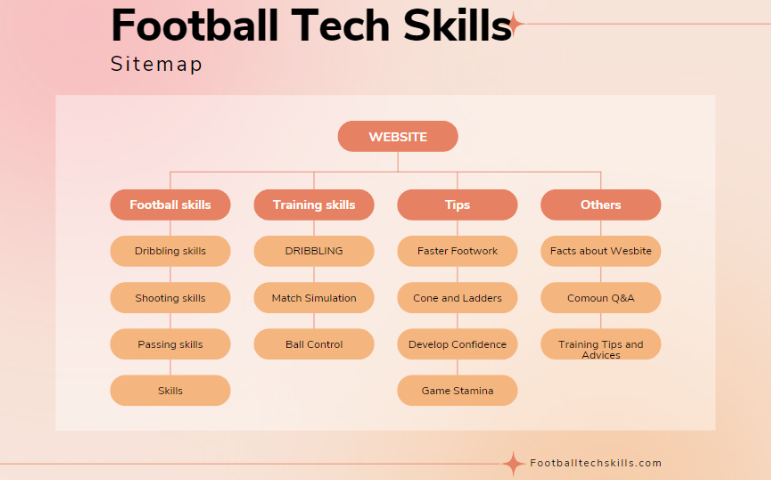 Football Tech Skills
Sitemap
WEBSITE
Football skills
Training skills
Tips
Others
Dribbling skills
DRIBBLING
Faster Footwork
Facts about Wesbite
Shooting skills
Match Simulation
Cone and Ladders
Comoun Q&A
Passing skills
Ball Control
Develop Confidence
Training Tips and
Advices
Skills
Game Stamina
Footballtechskills.com